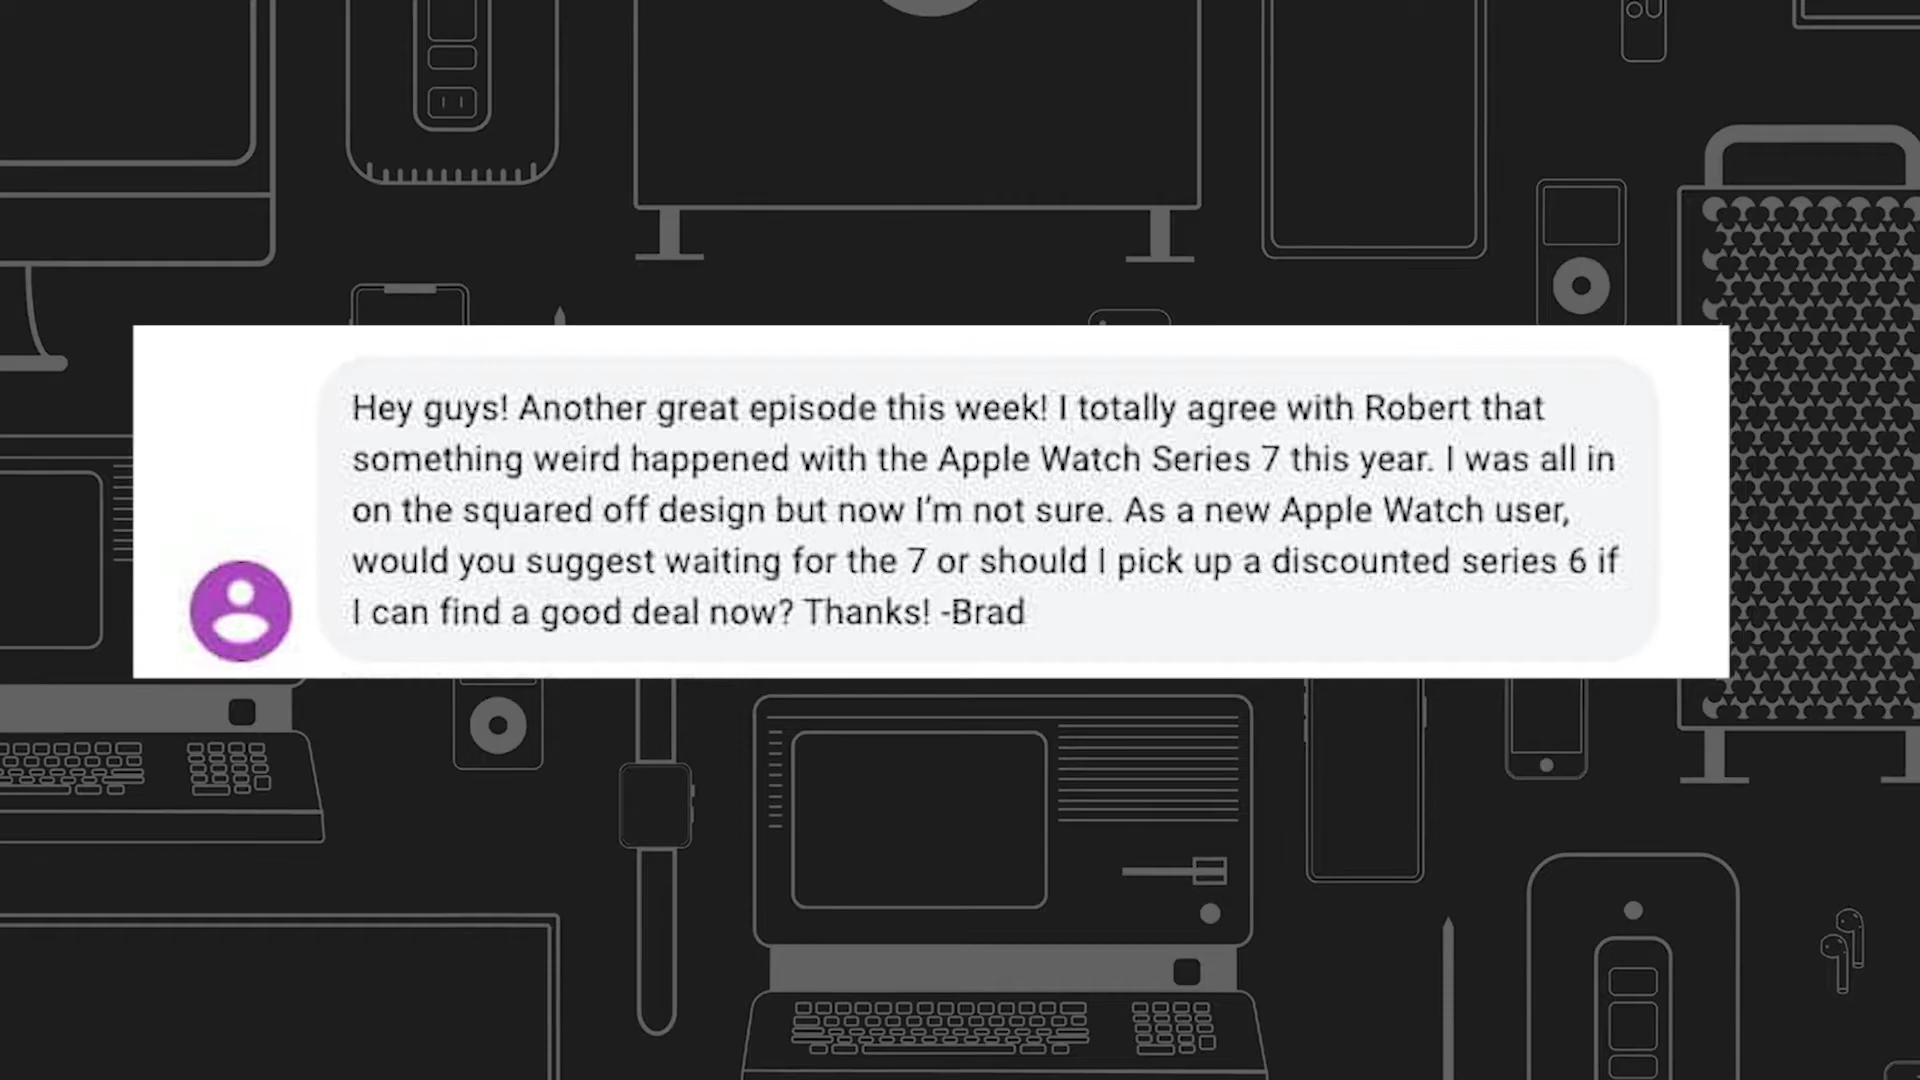 Hey guys! Another great episode this week! I totally agree with Robert that
something weird happened with the Apple Watch Series 7 this year. I was all in
on the squared off design but now I'm not sure. As a new Apple Watch user,
would you suggest waiting for the 7 or should I pick up a discounted series 6 if
I can find a good deal now? Thanks! -Brad